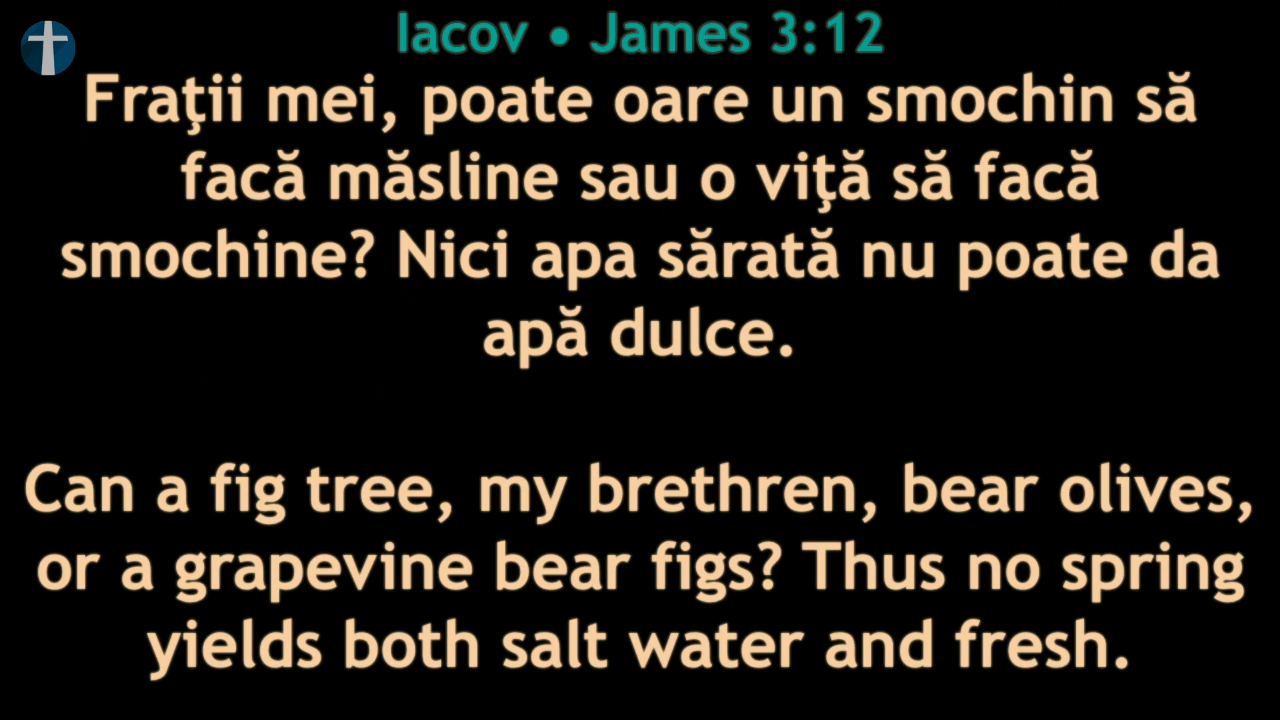 Iacov • James 3:12
Fraţii mei, poate oare un smochin să
facă măsline sau o viţă să facă
smochine? Nici apa sărată nu poate da
apă dulce.
Can a fig tree, my brethren, bear olives,
or a grapevine bear figs? Thus no spring
yields both salt water and fresh.